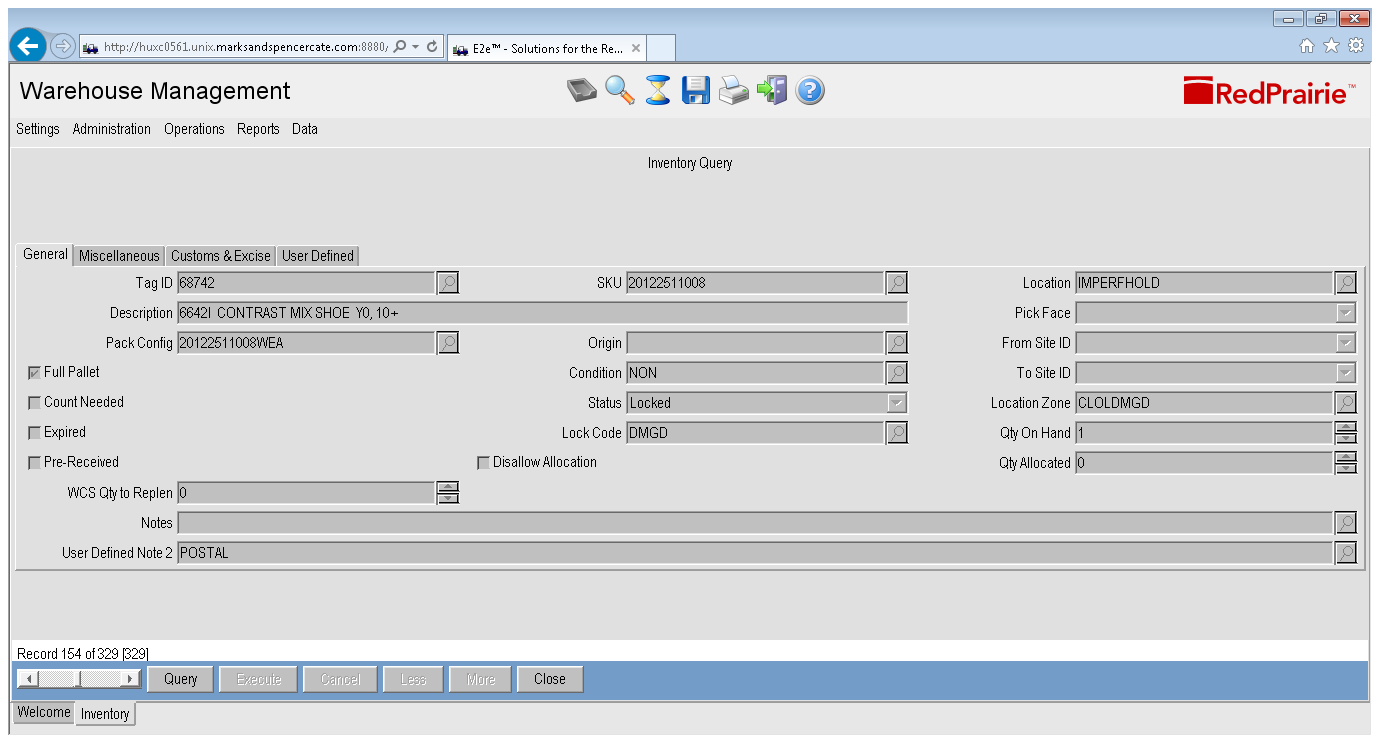 http://huxc0561.unix.marksandspencercate.com:8880/
E2e™ - Solutions for the Re...
Warehouse Management
RedPrairie™
Settings Administration Operations Reports Data
Inventory Query
General Miscellaneous Customs & Excise User Defined
Tag ID 68742 SKU 20122511008 Location IMPERFHOLD
Description 6642I CONTRAST MIX SHOE Y0, 10+ Pick Face
Pack Config 20122511008WEA Origin From Site ID
Full Pallet Condition NON To Site ID
Count Needed Status Locked Location Zone CLOLDMGD
Expired Lock Code DMGD Qty On Hand 1
Pre-Received Disallow Allocation Qty Allocated 0
WCS Qty to Replen 0
Notes
User Defined Note 2 POSTAL
Record 154 of 329 [329]
Query Execute Cancel Less More Close
Welcome Inventory